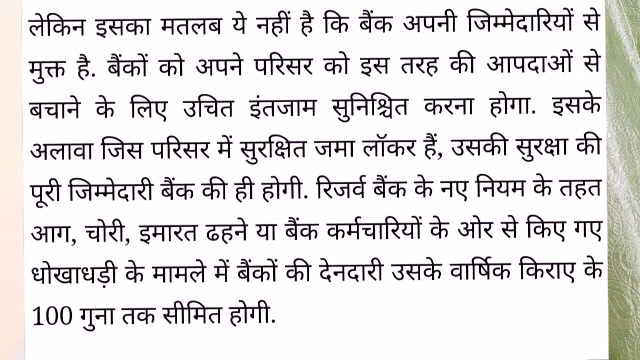 लेकिन इसका मतलब ये नहीं है कि बैंक अपनी जिम्मेदारियों से
मुक्त है. बैंकों को अपने परिसर को इस तरह की आपदाओं से
बचाने के लिए उचित इंतजाम सुनिश्चित करना होगा. इसके
अलावा जिस परिसर में सुरक्षित जमा लॉकर हैं, उसकी सुरक्षा की
पूरी जिम्मेदारी बैंक की ही होगी. रिजर्व बैंक के नए नियम के तहत
आग, चोरी, इमारत ढहने या बैंक कर्मचारियों के ओर से किए गए
धोखाधड़ी के मामले में बैंकों की देनदारी उसके वार्षिक किराए के
100 गुना तक सीमित होगी.